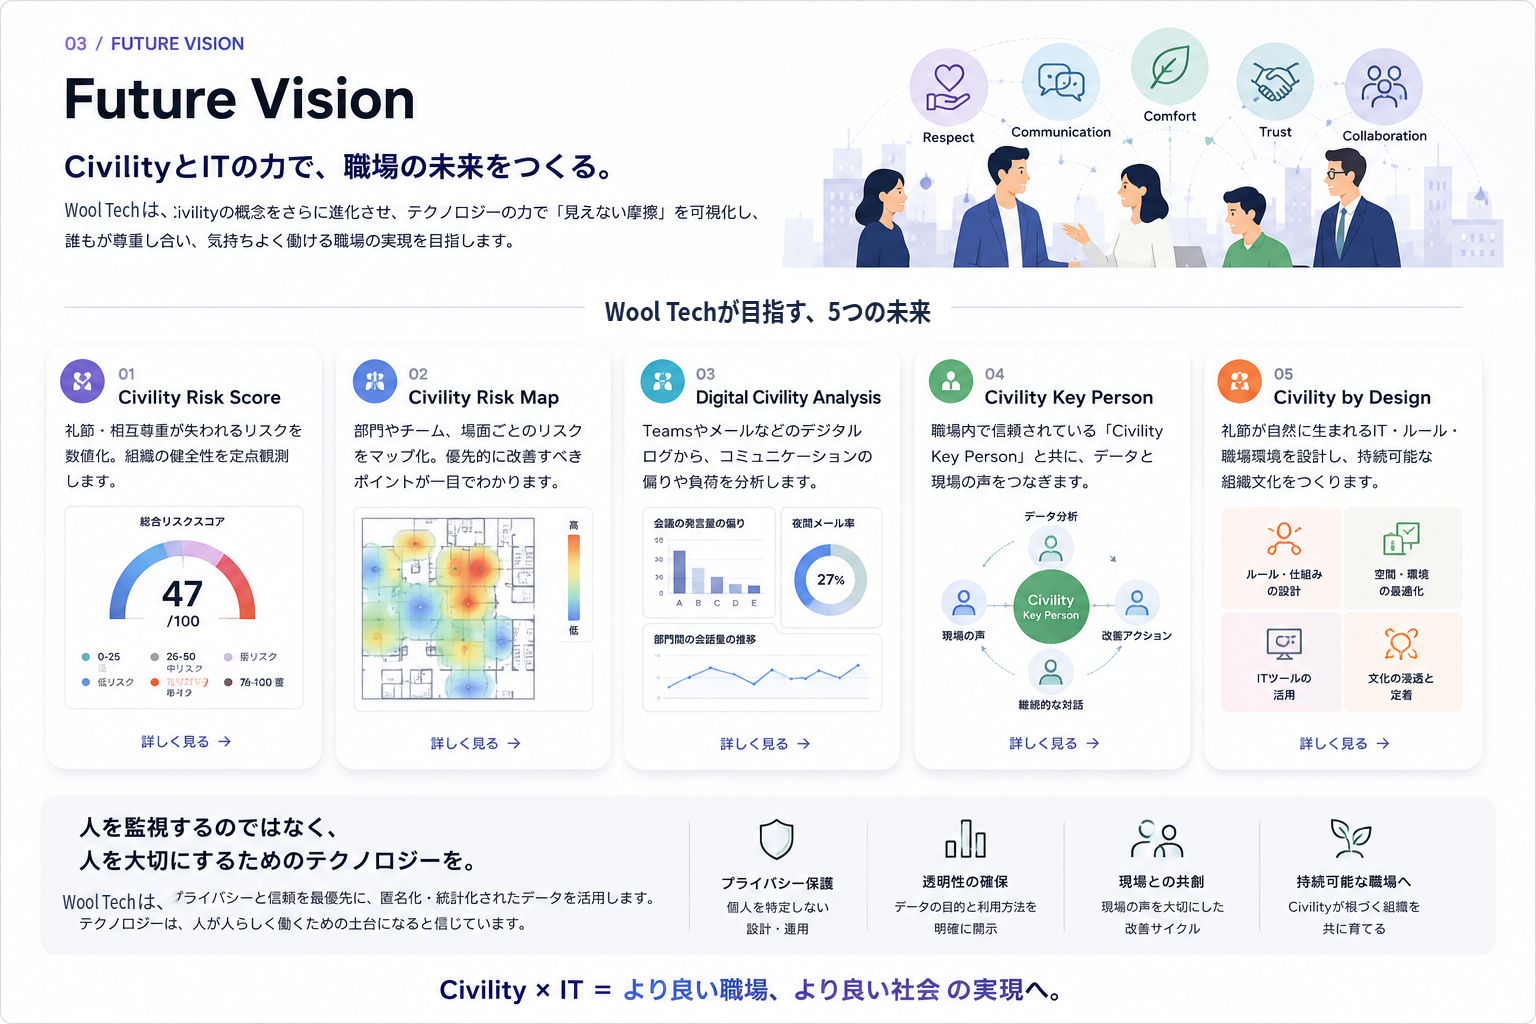 03 / FUTURE VISION
Future Vision
CivilityとITの力で、職場の未来をつくる。
Wool Techは、ivilityの概念をさらに進化させ、テクノロジーの力で「見えない摩擦」を可視化し、
誰もが尊重し合い、気持ちよく働ける職場の実現を目指します。
Respect
Communication
Comfort
Trust
Collaboration
Wool Techが目指す、5つの未来
01
Civility Risk Score
礼節・相互尊重が失われるリスクを
数値化。組織の健全性を定点観測
します。
総合リスクスコア
47
/100
0-25
26-50
中リスク
リスク
低リスク
76-100
詳しく見る →
02
Civility Risk Map
部門やチーム、場面ごとのリスク
をマップ化。優先的に改善すべき
ポイントが一目でわかります。
高
低
詳しく見る →
03
Digital Civility Analysis
Teamsやメールなどのデジタル
ログから、コミュニケーションの
偏りや負荷を分析します。
会議の発言量の偏り
0
A B C D E
夜間メール率
27%
部門間の会話量の推移
詳しく見る →
04
Civility Key Person
職場内で信頼されている「Civility
Key Person」と共に、データと
現場の声をつなぎます。
データ分析
現場の声
Civility
Key Person
改善アクション
継続的な対話
詳しく見る →
05
Civility by Design
礼節が自然に生まれるIT・ルール・
職場環境を設計し、持続可能な
組織文化をつくります。
ルール・仕組み
の設計
空間・環境
の最適化
ITツールの
活用
文化の浸透と
定着
詳しく見る →
人を監視するのではなく、
人を大切にするためのテクノロジーを。
Wool Techは、プライバシーと信頼を最優先に、匿名化・統計化されたデータを活用します。
テクノロジーは、人が人らしく働くための土台になると信じています。
プライバシー保護
個人を特定しない
設計・運用
透明性の確保
データの目的と利用方法を
明確に開示
現場との共創
現場の声を大切にした
改善サイクル
持続可能な職場へ
Civilityが根づく組織を
共に育てる
Civility × IT = より良い職場、より良い社会 の実現へ。